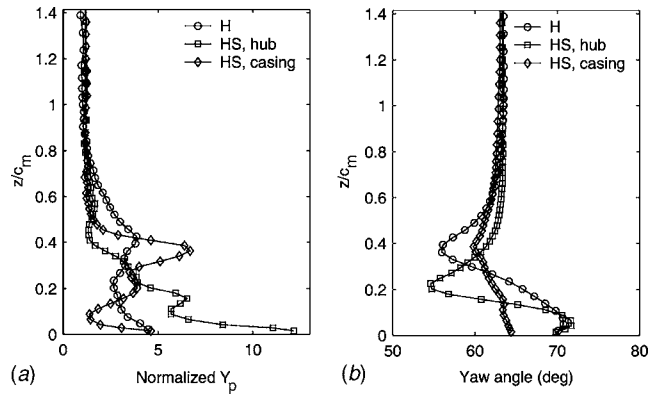 1.4
1.2
1
0.8
0.6
0.4
0.2
0
z/c_m
0
5
10
Normalized Y_p
(a)
H
HS, hub
HS, casing
1.4
1.2
1
0.8
0.6
0.4
0.2
0
z/c_m
50
60
70
80
Yaw angle (deg)
(b)
H
HS, hub
HS, casing